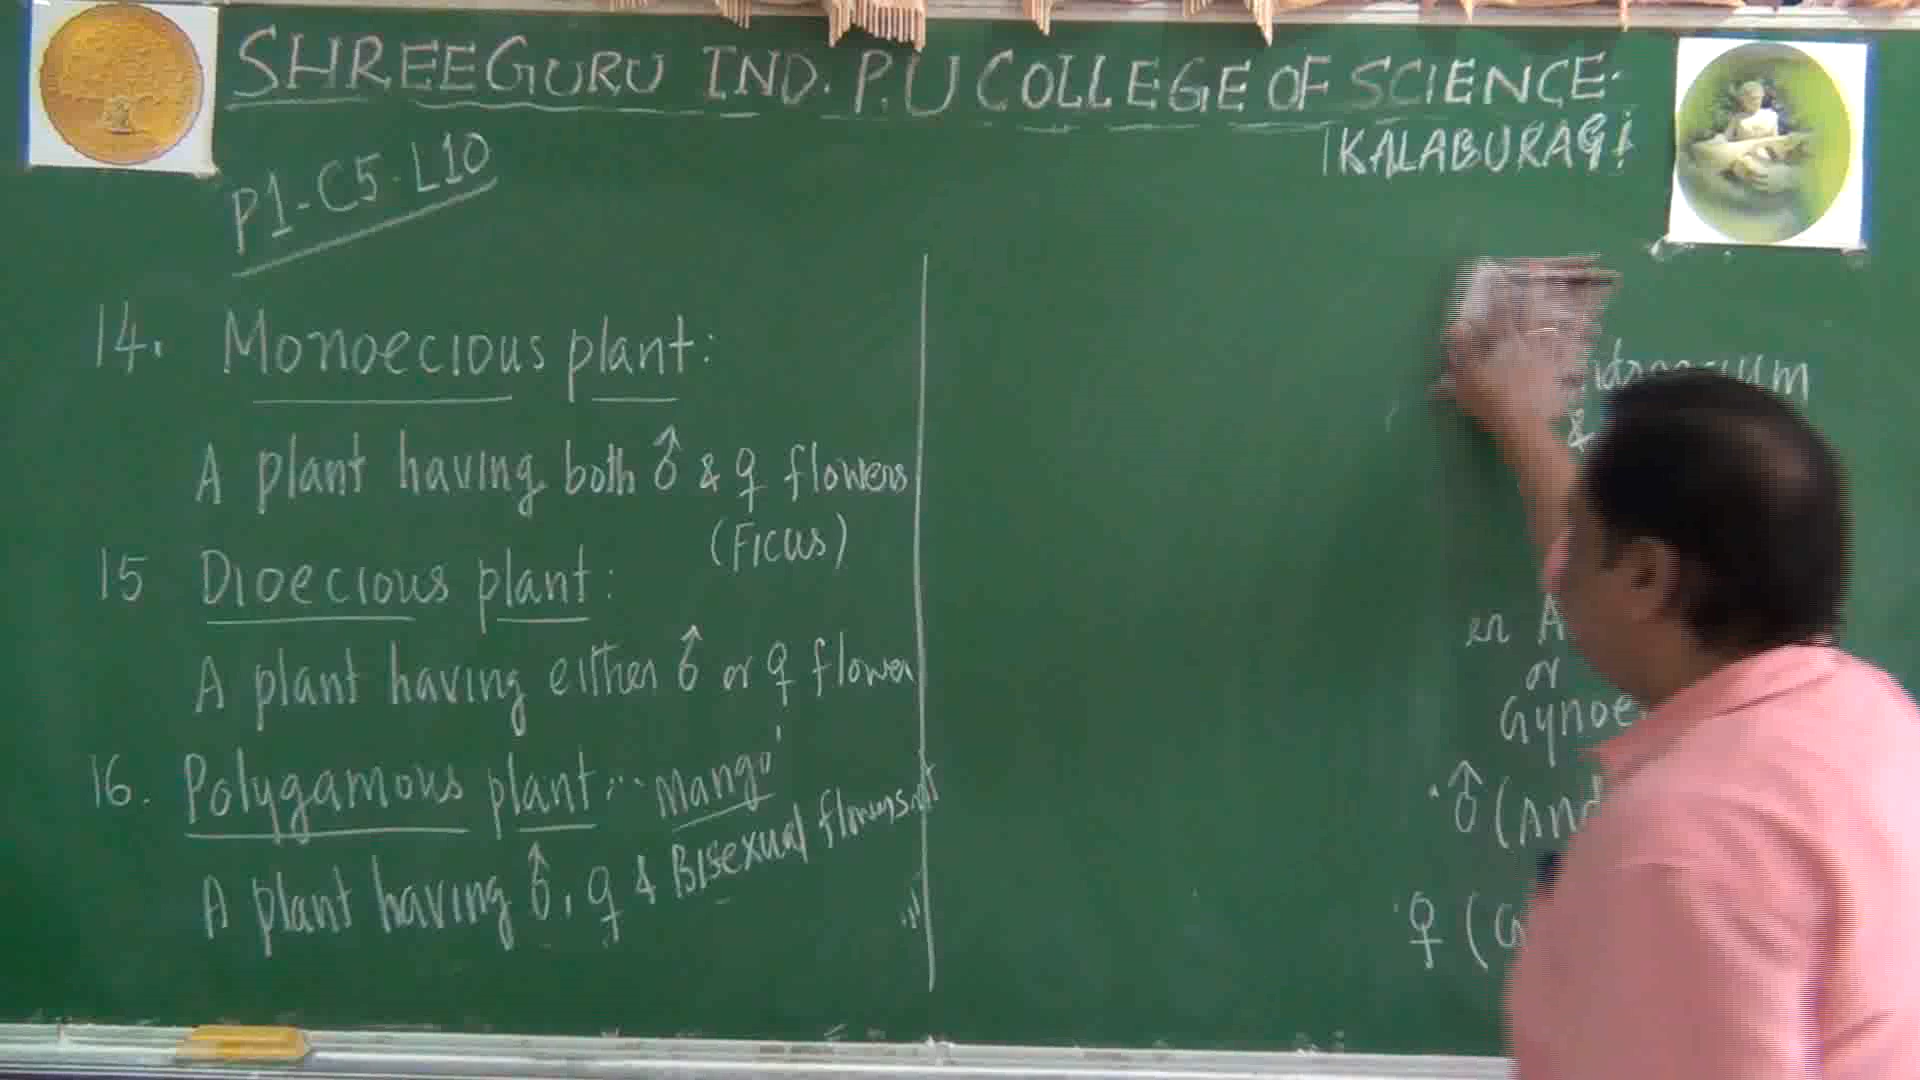 SHREEGURU IND. P.U COLLEGE OF SCIENCE.
KALABURAGI
P1-C5-L10
14. Monoecious plant:
A plant having both ♂ & ♀ flowers
(Ficus)
15 Dioecious plant:
A plant having either ♂ or ♀ flower
16. Polygamous plant: Mango
A plant having ♂, ♀ & Bisexual flowers
&
or
♂ (And
♀ (G